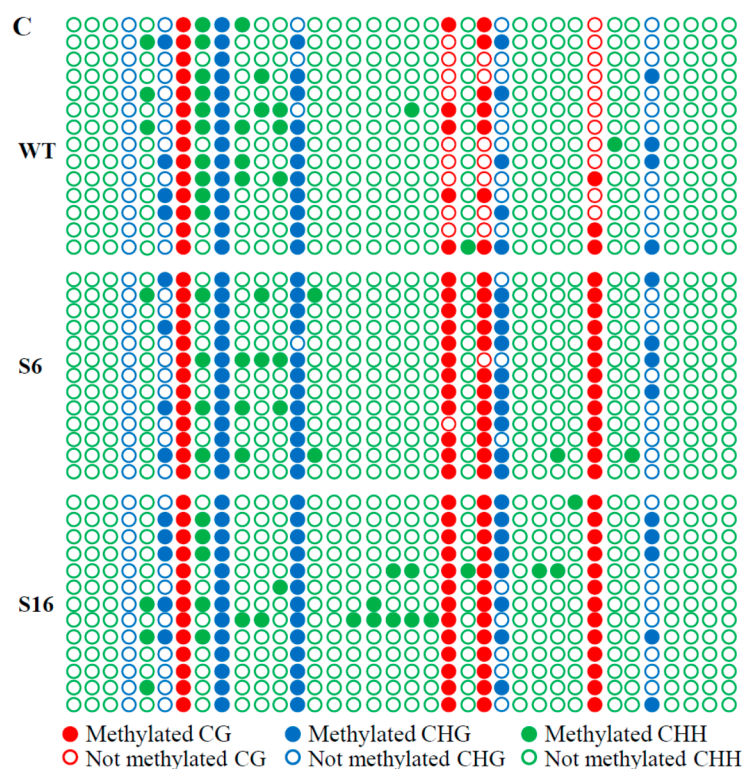 C
WT
S6
S16
Methylated CG Methylated CHG Methylated CHH
Not methylated CG Not methylated CHG Not methylated CHH